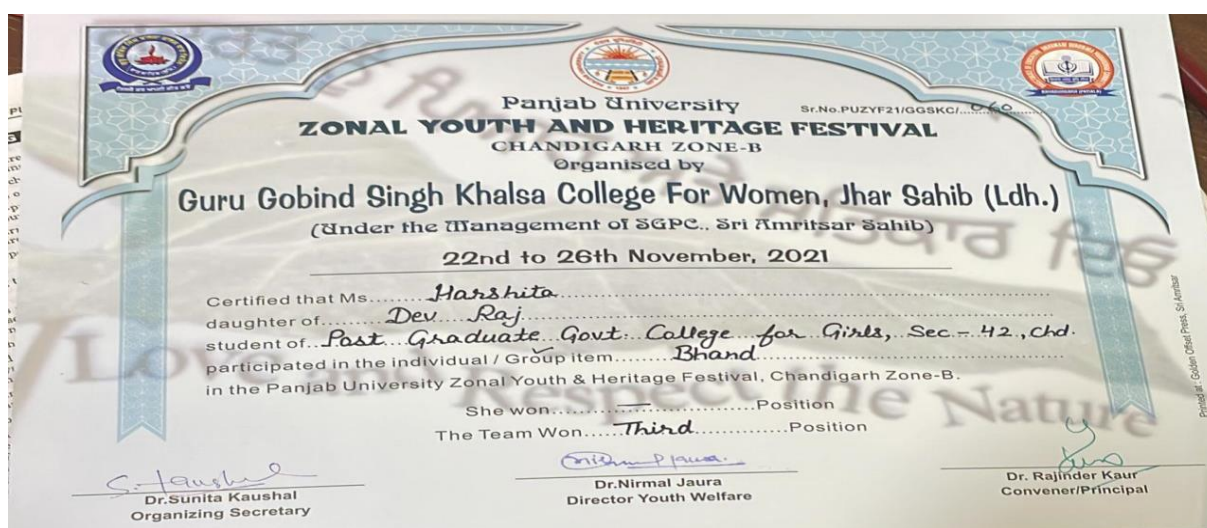 Panjab University
Sr.No.PUZYF21/GGSKC/....060....
ZONAL YOUTH AND HERITAGE FESTIVAL
CHANDIGARH ZONE-B
Organised by
Guru Gobind Singh Khalsa College For Women, Jhar Sahib (Ldh.)
(Under the Management of SGPC., Sri Amritsar Sahib)
22nd to 26th November, 2021
Certified that Ms. Harshita
daughter of Dev Raj
student of Post Graduate Govt. College for Girls, Sec-42, Chd.
participated in the individual / Group item Bhand
in the Panjab University Zonal Youth & Heritage Festival, Chandigarh Zone-B.
She won — Position
The Team Won Third Position
Love Respect The Nature
Dr.Sunita Kaushal
Organizing Secretary
Dr.Nirmal Jaura
Director Youth Welfare
Dr. Rajinder Kaur
Convener/Principal
Printed at : Golden Offset Press, Sri Amritsar